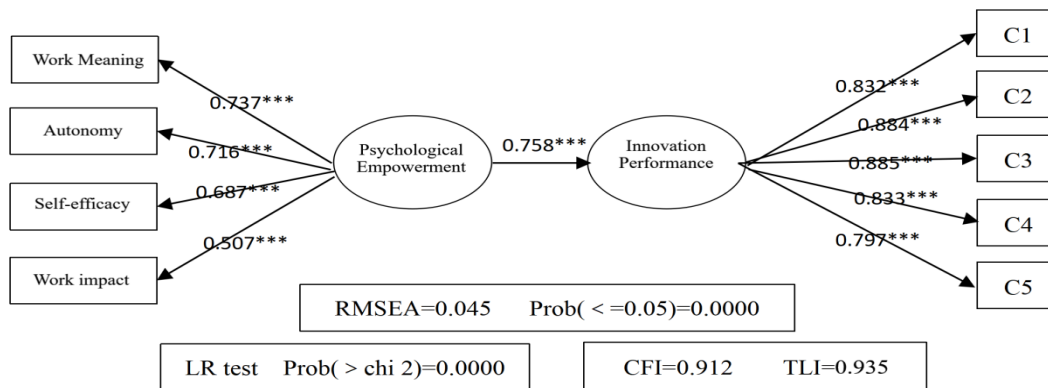 Work Meaning
Autonomy
Self-efficacy
Work impact
0.737***
0.716***
0.687***
0.507***
Psychological
Empowerment
0.758***
Innovation
Performance
0.832***
0.884***
0.885***
0.833***
0.797***
C1
C2
C3
C4
C5
RMSEA=0.045 Prob( < =0.05)=0.0000
LR test Prob( > chi 2)=0.0000
CFI=0.912 TLI=0.935